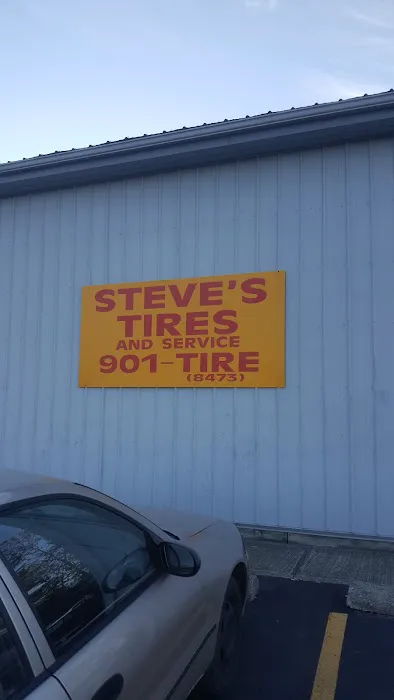 STEVE'S
TIRES
AND SERVICE
901-TIRE
(8473)